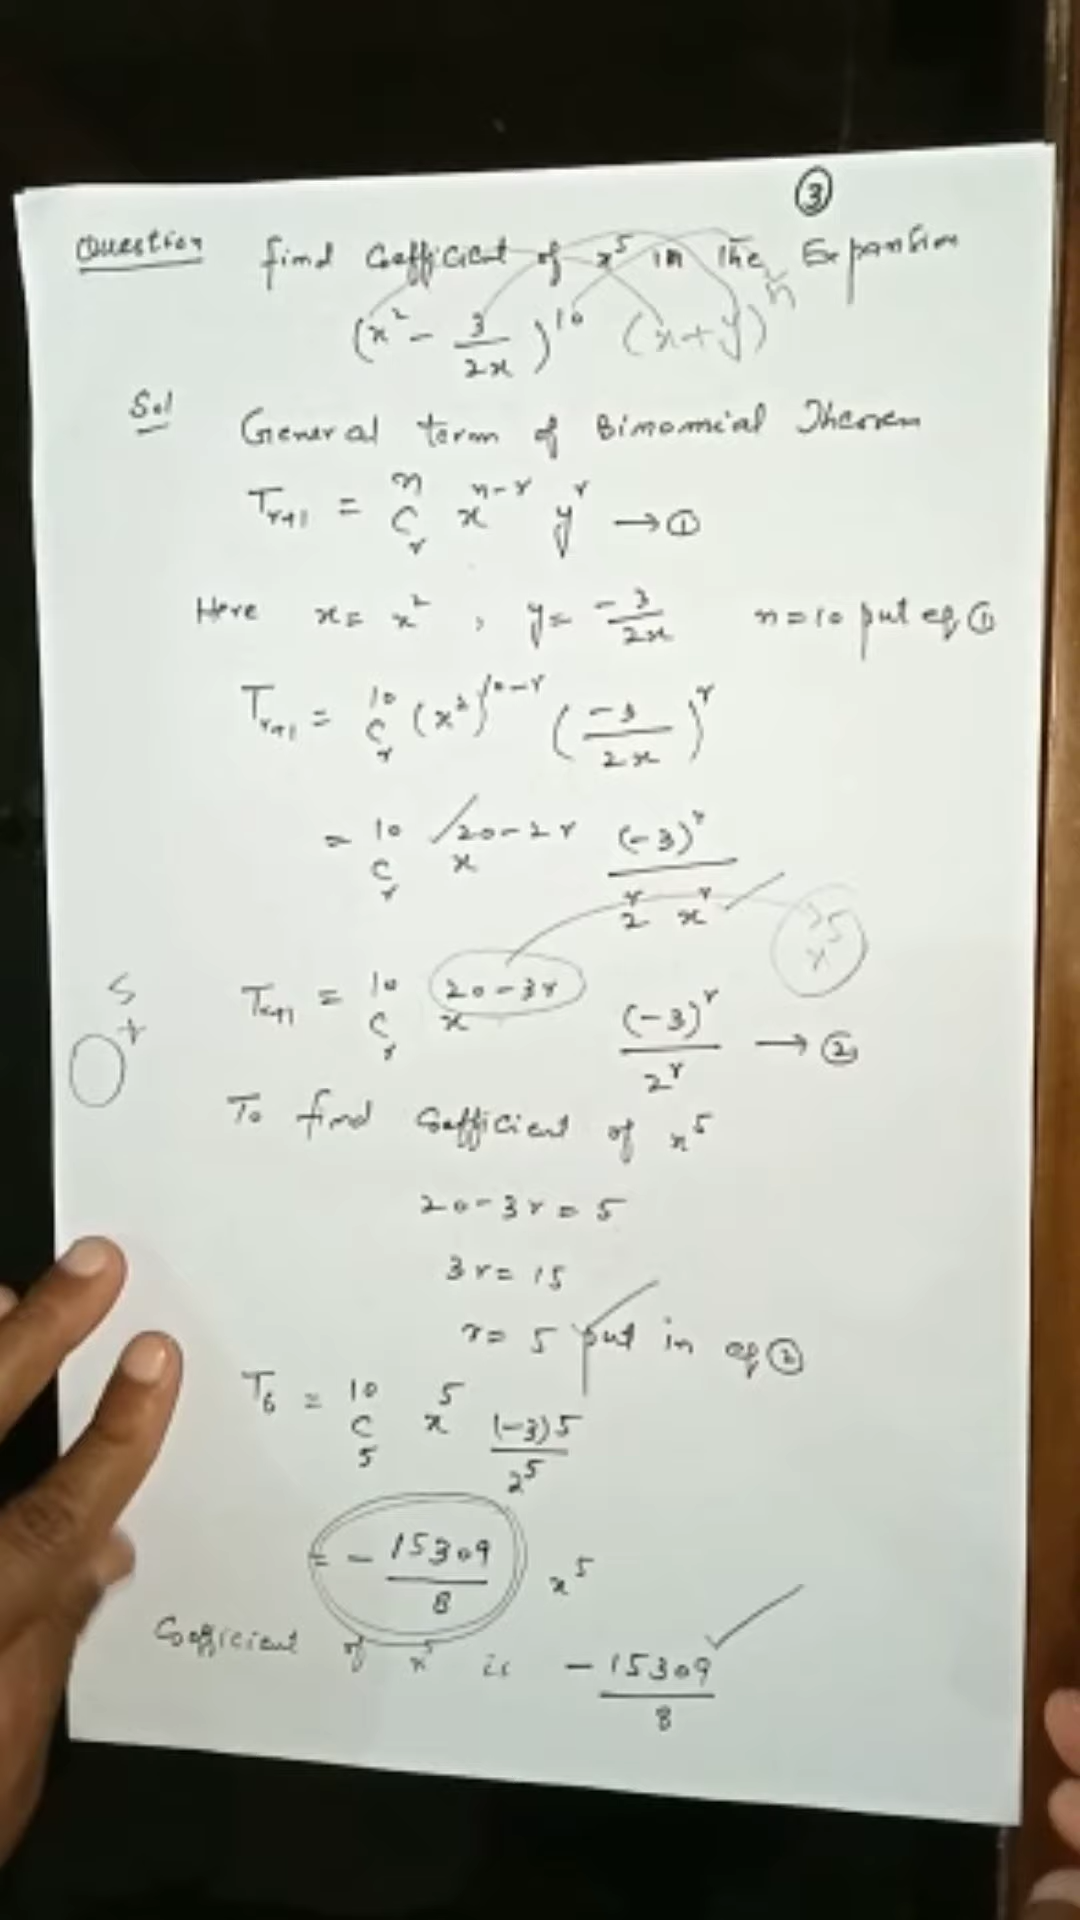 ③
Question find Coefficient of x⁵ in the Expansion
(x² - 3/2x)¹⁰ (x+y)ⁿ
Sol General term of Binomial Theorem
Tᵣ₊₁ = ⁿCᵣ xⁿ⁻ʳ yʳ → ①
Here x = x² , y = -3/2x n = 10 put eq ①
Tᵣ₊₁ = ¹⁰Cᵣ (x²)¹⁰⁻ʳ (-3/2x)ʳ
= ¹⁰Cᵣ x²⁰⁻²ʳ (-3)ʳ/2ʳ xʳ
Tᵣ₊₁ = ¹⁰Cᵣ x²⁰⁻³ʳ (-3)ʳ/2ʳ → ②
To find Coefficient of x⁵
20-3r = 5
3r = 15
r = 5 put in eq ②
T₆ = ¹⁰C₅ x⁵ (-3)5/2⁵
= - 15309/8 x⁵
Coefficient of x⁵ is - 15309/8